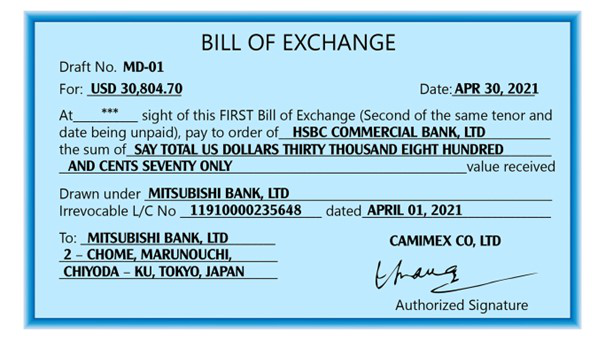 BILL OF EXCHANGE
Draft No. MD-01
For: USD 30,804.70 Date: APR 30, 2021
At *** sight of this FIRST Bill of Exchange (Second of the same tenor and
date being unpaid), pay to order of HSBC COMMERCIAL BANK, LTD
the sum of SAY TOTAL US DOLLARS THIRTY THOUSAND EIGHT HUNDRED
AND CENTS SEVENTY ONLY value received
Drawn under MITSUBISHI BANK, LTD
Irrevocable L/C No 11910000235648 dated APRIL 01, 2021
To: MITSUBISHI BANK, LTD
2 – CHOME, MARUNOUCHI,
CHIYODA – KU, TOKYO, JAPAN
CAMIMEX CO, LTD
Authorized Signature